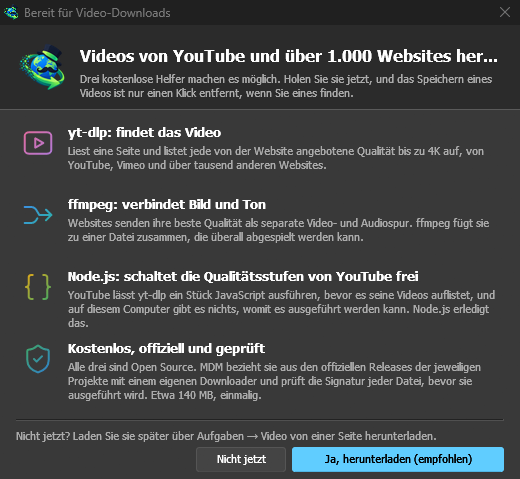 Bereit für Video-Downloads
Videos von YouTube und über 1.000 Websites her...
Drei kostenlose Helfer machen es möglich. Holen Sie sie jetzt, und das Speichern eines
Videos ist nur einen Klick entfernt, wenn Sie eines finden.
yt-dlp: findet das Video
Liest eine Seite und listet jede von der Website angebotene Qualität bis zu 4K auf, von
YouTube, Vimeo und über tausend anderen Websites.
ffmpeg: verbindet Bild und Ton
Websites senden ihre beste Qualität als separate Video- und Audiospur. ffmpeg fügt sie
zu einer Datei zusammen, die überall abgespielt werden kann.
Node.js: schaltet die Qualitätsstufen von YouTube frei
YouTube lässt yt-dlp ein Stück JavaScript ausführen, bevor es seine Videos auflistet, und
auf diesem Computer gibt es nichts, womit es ausgeführt werden kann. Node.js erledigt
das.
Kostenlos, offiziell und geprüft
Alle drei sind Open Source. MDM bezieht sie aus den offiziellen Releases der jeweiligen
Projekte mit einem eigenen Downloader und prüft die Signatur jeder Datei, bevor sie
ausgeführt wird. Etwa 140 MB, einmalig.
Nicht jetzt? Laden Sie sie später über Aufgaben → Video von einer Seite herunterladen.
Nicht jetzt
Ja, herunterladen (empfohlen)